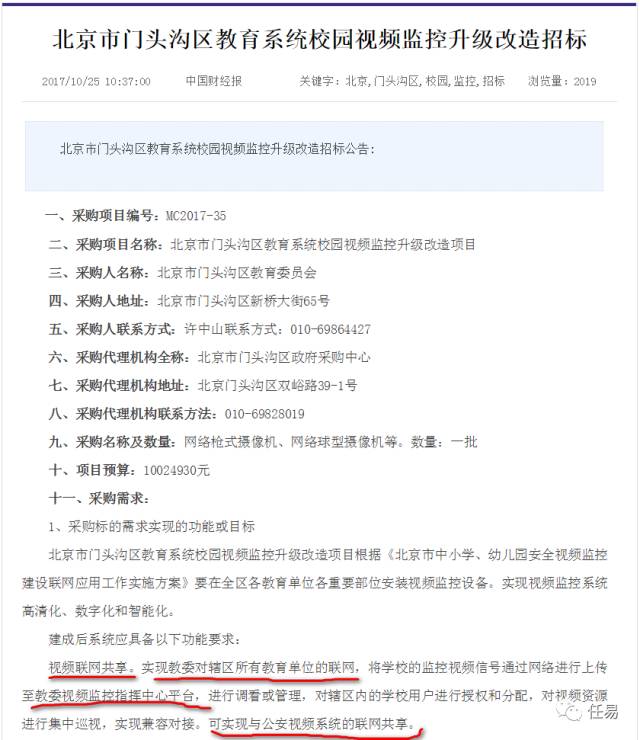 北京市门头沟区教育系统校园视频监控升级改造招标
2017/10/25 10:37:00 中国财经报 关键字：北京,门头沟区,校园,监控,招标 浏览量：2019
北京市门头沟区教育系统校园视频监控升级改造招标公告：
一、采购项目编号：MC2017-35
二、采购项目名称：北京市门头沟区教育系统校园视频监控升级改造项目
三、采购人名称：北京市门头沟区教育委员会
四、采购人地址：北京市门头沟区新桥大街65号
五、采购人联系方式：许中山联系方式：010-69864427
六、采购代理机构全称：北京市门头沟区政府采购中心
七、采购代理机构地址：北京门头沟区双峪路39-1号
八、采购代理机构联系方法：010-69828019
九、采购名称及数量：网络枪式摄像机、网络球型摄像机等。数量：一批
十、项目预算：10024930元
十一、采购需求：
1、采购标的需求实现的功能或目标
北京市门头沟区教育系统校园视频监控升级改造项目根据《北京市中小学、幼儿园安全视频监控
建设联网应用工作实施方案》要在全区各教育单位各重要部位安装视频监控设备。实现视频监控系统
高清化、数字化和智能化。
建成后系统应具备以下功能要求：
视频联网共享。实现教委对辖区所有教育单位的联网，将学校的监控视频信号通过网络进行上传
至教委视频监控指挥中心平台，进行调看或管理，对辖区内的学校用户进行授权和分配，对视频资源
进行集中巡视，实现兼容对接。可实现与公安视频系统的联网共享。
任易